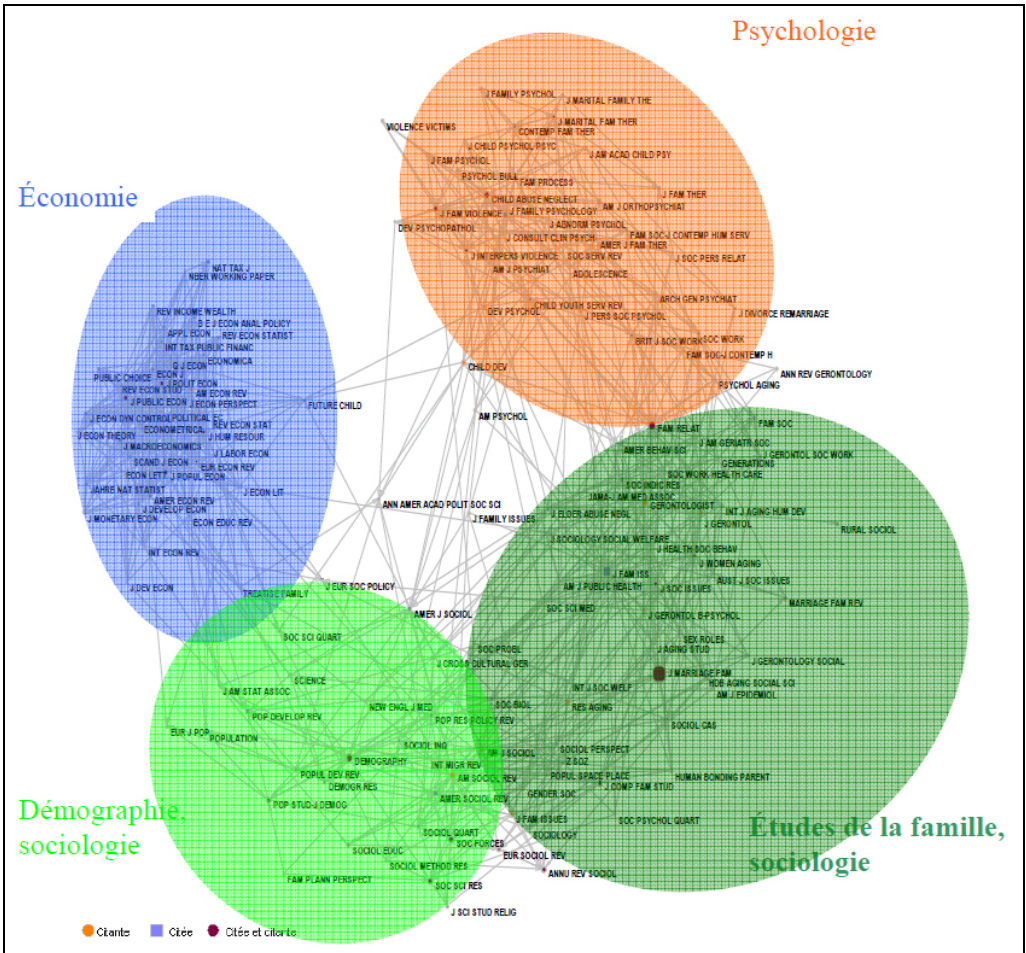 Psychologie
J FAMILY PSYCHOL
J MARITAL FAMILY THE
J MARITAL FAM THER
VIOLENCE VICTIMS
CONTEMP FAM THER
J CHILD PSYCHOL PSYC
J AM ACAD CHILD PSY
J FAM PSYCHOL
PSYCHOL BULL
FAM PROCESS
J FAM THER
CHILD ABUSE NEGLECT
AM J ORTHOPSYCHIAT
J FAM VIOLENCE
J FAMILY PSYCHOLOGY
DEV PSYCHOPATHOL
J ABNORM PSYCHOL
J CONSULT CLIN PSYCH
FAM SOC-J CONTEMP HUM SERV
AMER J FAM THER
J INTERPERS VIOLENCE
SOC SERV REV
J SOC PERS RELAT
AM J PSYCHIAT
ADOLESCENCE
ARCH GEN PSYCHIAT
CHILD YOUTH SERV REV
DEV PSYCHOL
J PERS SOC PSYCHOL
J DIVORCE REMARRIAGE
BRIT J SOC WORK
SOC WORK
FAM SOC-J CONTEMP H
CHILD DEV
ANN REV GERONTOLOGY
PSYCHOL AGING
Économie
NAT TAX J
NBER WORKING PAPER
REV INCOME WEALTH
B E J ECON ANAL POLICY
APPL ECON
REV ECON STATIST
INT TAX PUBLIC FINANC
ECONOMICA
Q J ECON
ECON J
PUBLIC CHOICE
J POLIT ECON
REV ECON STUD
AM ECON REV
J PUBLIC ECON
J ECON PERSPECT
J ECON DYN CONTROL
POLITICAL EC
ECONOMETRICA
REV ECON STAT
J ECON THEORY
J HUM RESOUR
J MACROECONOMICS
J LABOR ECON
SCAND J ECON
EUR ECON REV
ECON LETT
J POPUL ECON
JAHRB NAT STATIST
J ECON LIT
AMER ECON REV
J DEVELOP ECON
J MONETARY ECON
ECON EDUC REV
INT ECON REV
J DEV ECON
TREATISE FAMILY
FUTURE CHILD
AM PSYCHOL
ANN AMER ACAD POLIT SOC SCI
J FAMILY ISSUES
J EUR SOC POLICY
AMER J SOCIOL
FAM RELAT
FAM SOC
AMER BEHAV SCI
J AM GERIATR SOC
J GERONTOL SOC WORK
GENERATIONS
SOC WORK HEALTH CARE
SOC INDIC RES
JAMA-J AM MED ASSOC
GERONTOLOGIST
J ELDER ABUSE NEGL
INT J AGING HUM DEV
J GERONTOL
RURAL SOCIOL
J SOCIOLOGY SOCIAL WELFARE
J HEALTH SOC BEHAV
J WOMEN AGING
J FAM ISS
AM J PUBLIC HEALTH
J SOC ISSUES
AUST J SOC ISSUES
SOC SCI MED
MARRIAGE FAM REV
J GERONTOL B-PSYCHOL
SEX ROLES
J AGING STUD
J GERONTOLOGY SOCIAL
J MARRIAGE FAM
HDB AGING SOCIAL SCI
INT J SOC WELF
AM J EPIDEMIOL
RES AGING
SOCIOL CAS
SOCIOL PERSPECT
Z SOZ
POPUL SPACE PLACE
HUMAN BONDING PARENT
J COMP FAM STUD
GENDER SOC
SOC PSYCHOL QUART
Études de la famille,
sociologie
SOC SCI QUART
SOC PROBL
J CROSS CULTURAL GER
SCIENCE
J AM STAT ASSOC
NEW ENGL J MED
SOC BIOL
POP DEVELOP REV
POP RES POLICY REV
EUR J POP
POPULATION
SOCIOL INQ
AM J SOCIOL
DEMOGRAPHY
INT MIGR REV
POPUL DEV REV
AM SOCIOL REV
DEMOGR RES
POP STUD-J DEMOG
AMER SOCIOL REV
J FAM ISSUES
SOCIOL QUART
SOCIOLOGY
SOC FORCES
SOCIOL EDUC
EUR SOCIOL REV
SOCIOL METHOD RES
ANNU REV SOCIOL
FAM PLANN PERSPECT
SOC SCI RES
J SCI STUD RELIG
Démographie,
sociologie
Citante Citée Citée et citante